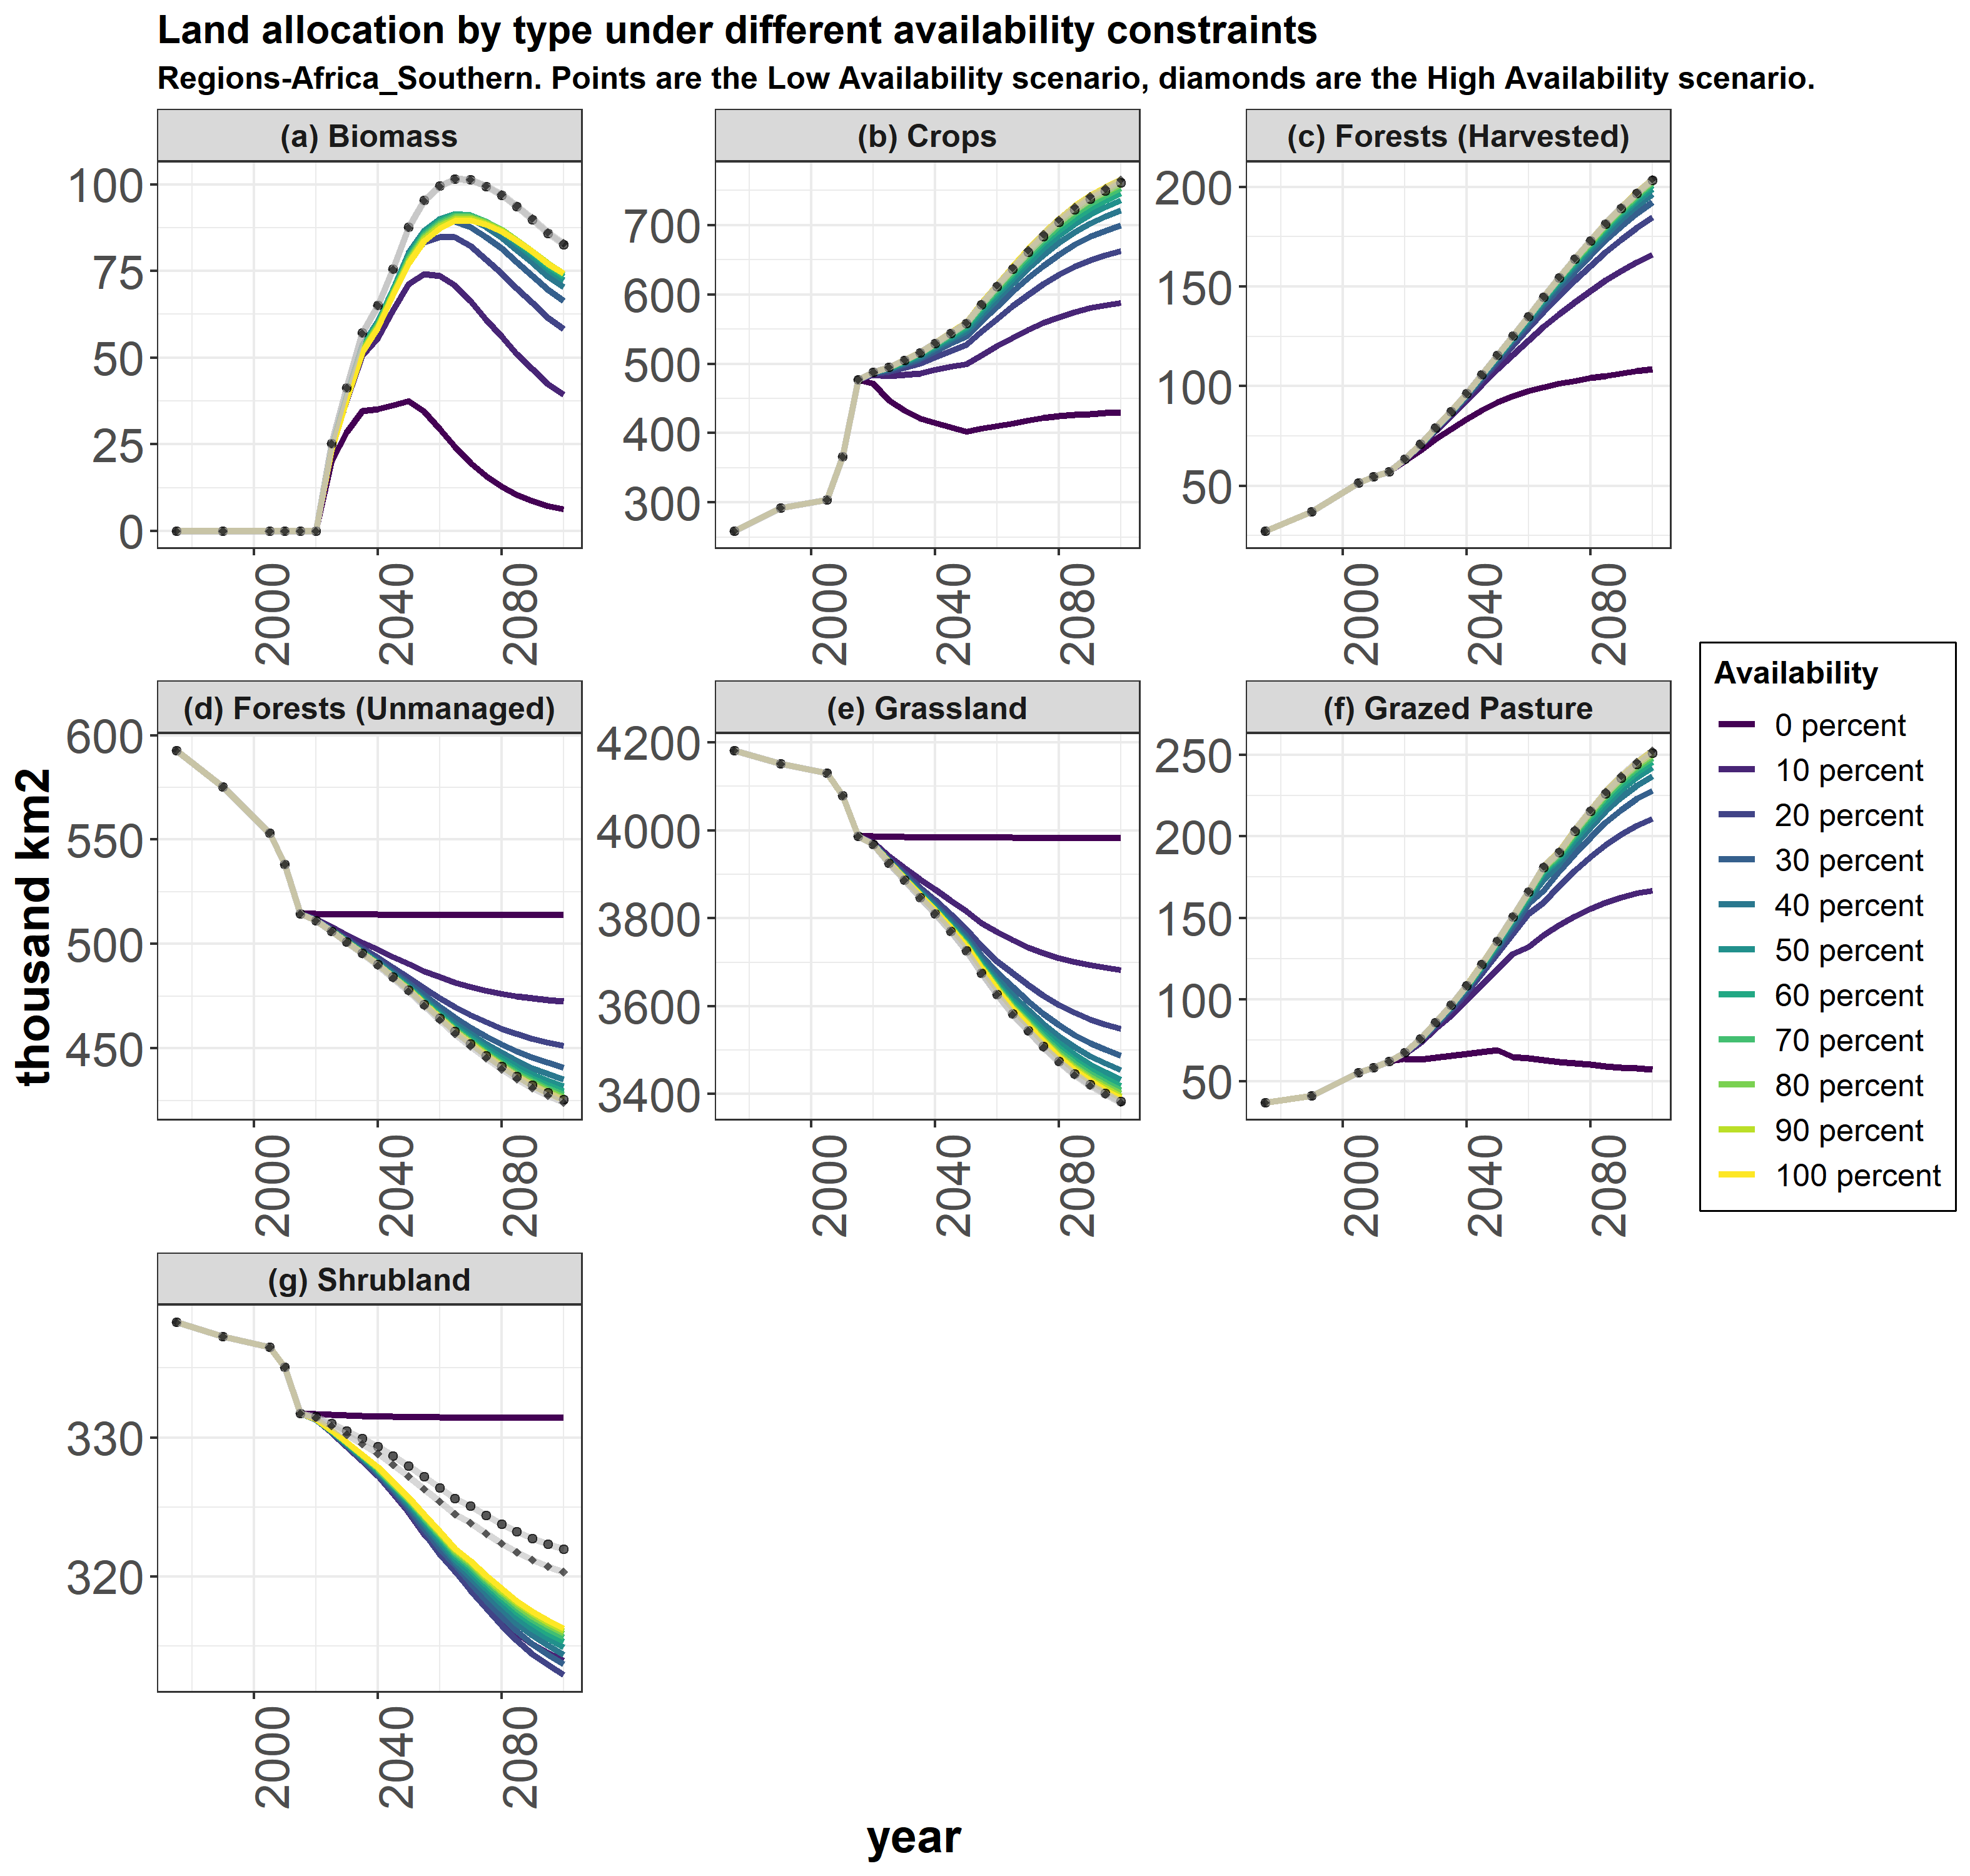 Land allocation by type under different availability constraints
Regions-Africa_Southern. Points are the Low Availability scenario, diamonds are the High Availability scenario.
(a) Biomass
100
75
50
25
0
2000
2040
2080
(b) Crops
700
600
500
400
300
2000
2040
2080
(c) Forests (Harvested)
200
150
100
50
2000
2040
2080
thousand km2
(d) Forests (Unmanaged)
600
550
500
450
2000
2040
2080
(e) Grassland
4200
4000
3800
3600
3400
2000
2040
2080
(f) Grazed Pasture
250
200
150
100
50
2000
2040
2080
(g) Shrubland
330
320
2000
2040
2080
year
Availability
0 percent
10 percent
20 percent
30 percent
40 percent
50 percent
60 percent
70 percent
80 percent
90 percent
100 percent